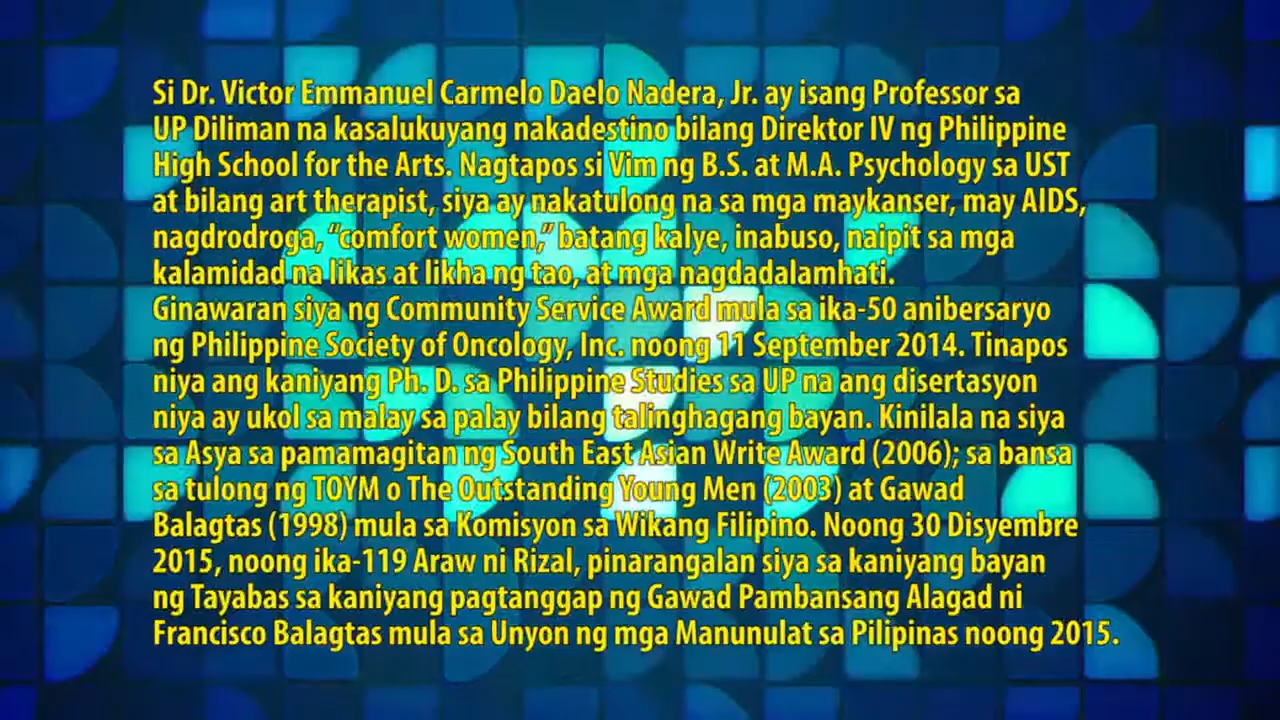 Si Dr. Victor Emmanuel Carmelo Daelo Nadera, Jr. ay isang Professor sa
UP Diliman na kasalukuyang nakadestino bilang Direktor IV ng Philippine
High School for the Arts. Nagtapos si Vim ng B.S. at M.A. Psychology sa UST
at bilang art therapist, siya ay nakatulong na sa mga maykanser, may AIDS,
nagdrodroga, “comfort women,” batang kalye, inabuso, naipit sa mga
kalamidad na likas at likha ng tao, at mga nagdadalamhati.
Ginawaran siya ng Community Service Award mula sa ika-50 anibersaryo
ng Philippine Society of Oncology, Inc. noong 11 September 2014. Tinapos
niya ang kaniyang Ph. D. sa Philippine Studies sa UP na ang disertasyon
niya ay ukol sa malay sa palay bilang talinghagang bayan. Kinilala na siya
sa Asya sa pamamagitan ng South East Asian Write Award (2006); sa bansa
sa tulong ng TOYM o The Outstanding Young Men (2003) at Gawad
Balagtas (1998) mula sa Komisyon sa Wikang Filipino. Noong 30 Disyembre
2015, noong ika-119 Araw ni Rizal, pinarangalan siya sa kaniyang bayan
ng Tayabas sa kaniyang pagtanggap ng Gawad Pambansang Alagad ni
Francisco Balagtas mula sa Unyon ng mga Manunulat sa Pilipinas noong 2015.